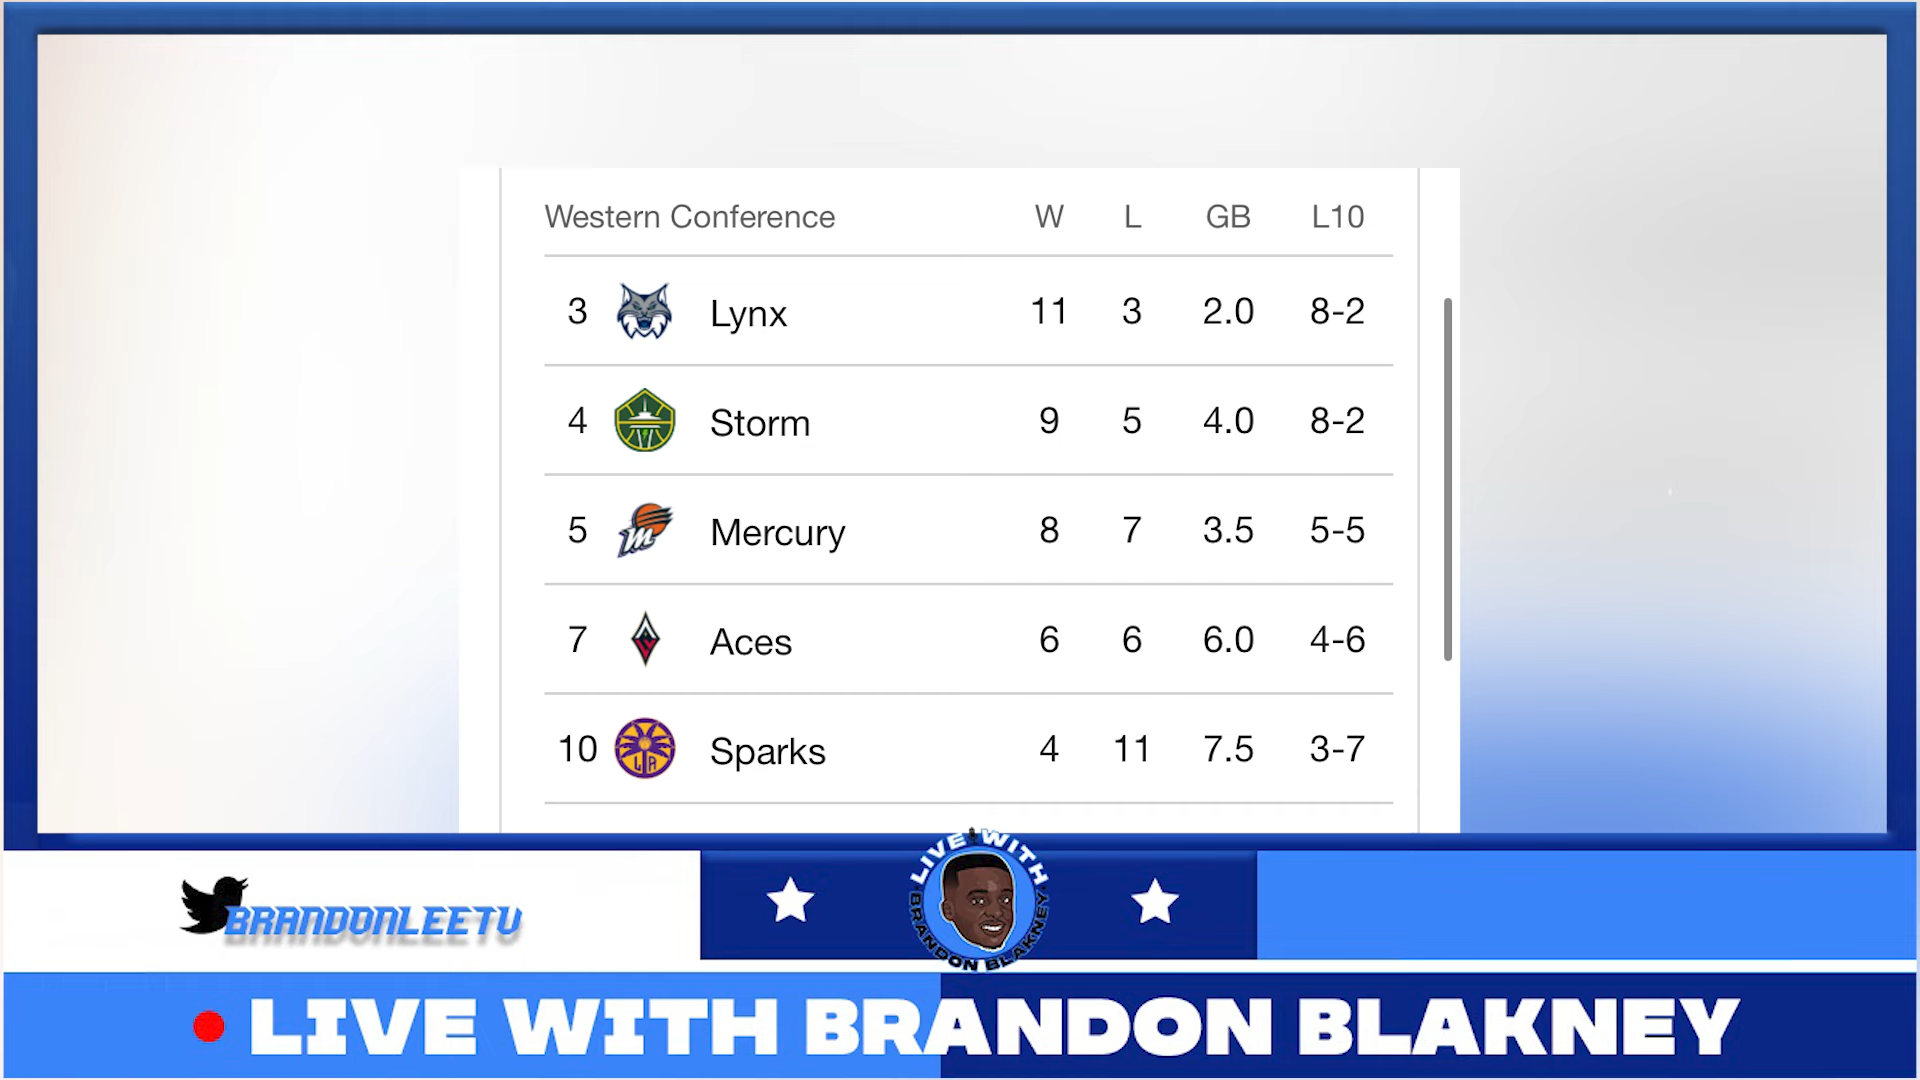 Western Conference W L GB L10
3 Lynx 11 3 2.0 8-2
4 Storm 9 5 4.0 8-2
5 Mercury 8 7 3.5 5-5
7 Aces 6 6 6.0 4-6
10 LA Sparks 4 11 7.5 3-7
LIVE WITH
BRANDON BLAKNEY
BRANDONLEETV
LIVE WITH BRANDON BLAKNEY